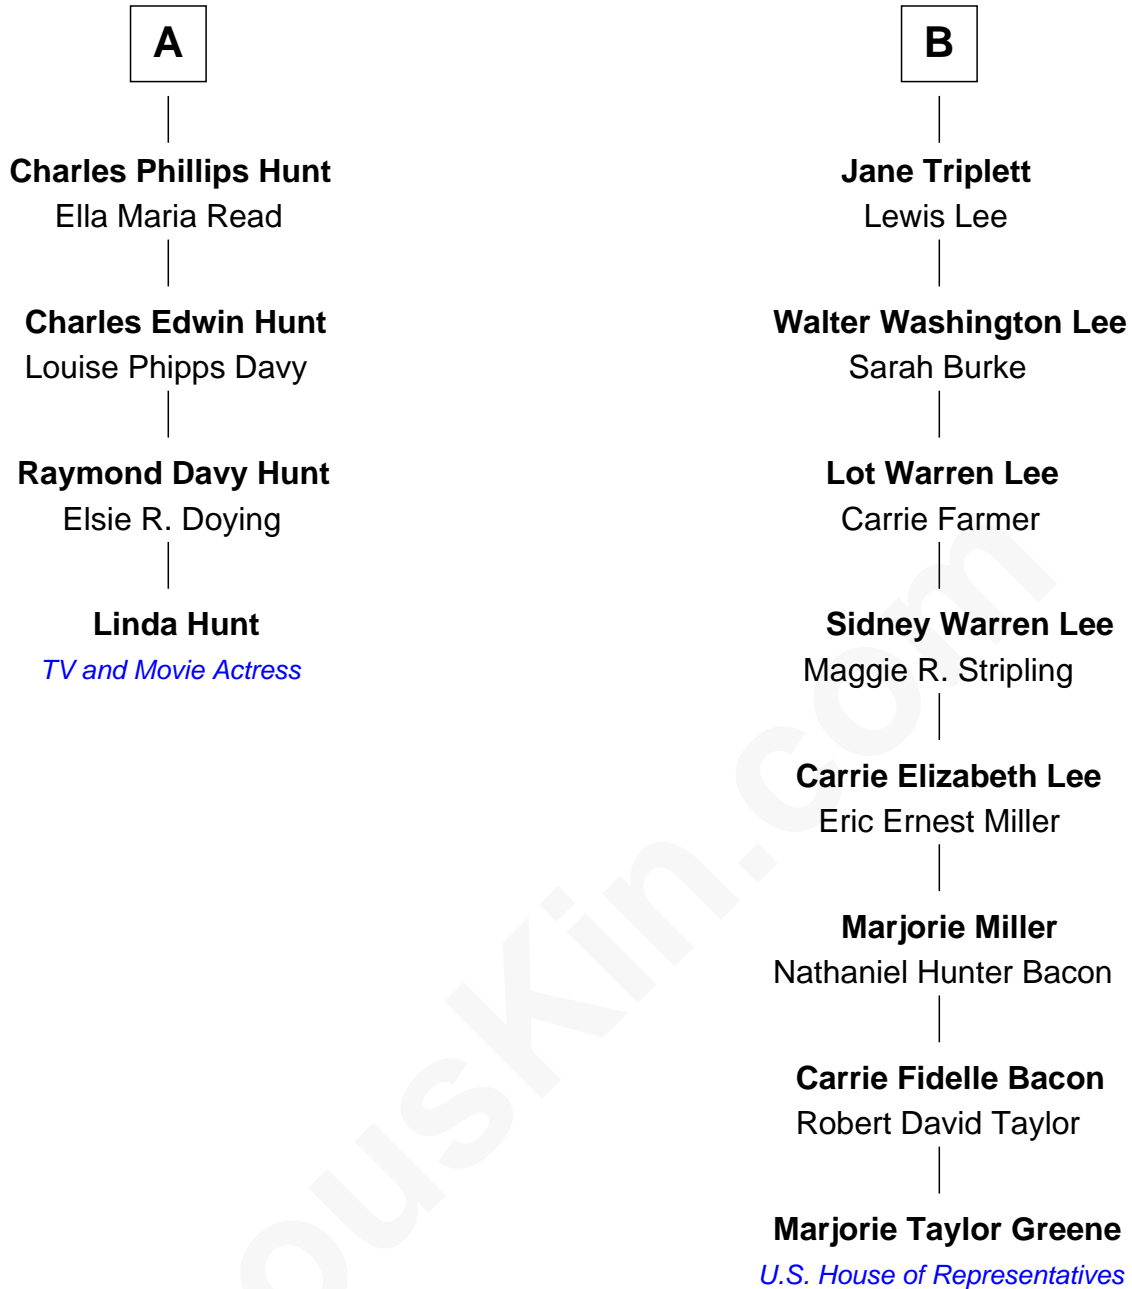 A
Charles Phillips Hunt
Ella Maria Read
Charles Edwin Hunt
Louise Phipps Davy
Raymond Davy Hunt
Elsie R. Doying
Linda Hunt
TV and Movie Actress
B
Jane Triplett
Lewis Lee
Walter Washington Lee
Sarah Burke
Lot Warren Lee
Carrie Farmer
Sidney Warren Lee
Maggie R. Stripling
Carrie Elizabeth Lee
Eric Ernest Miller
Marjorie Miller
Nathaniel Hunter Bacon
Carrie Fidelle Bacon
Robert David Taylor
Marjorie Taylor Greene
U.S. House of Representatives
ousKin.com